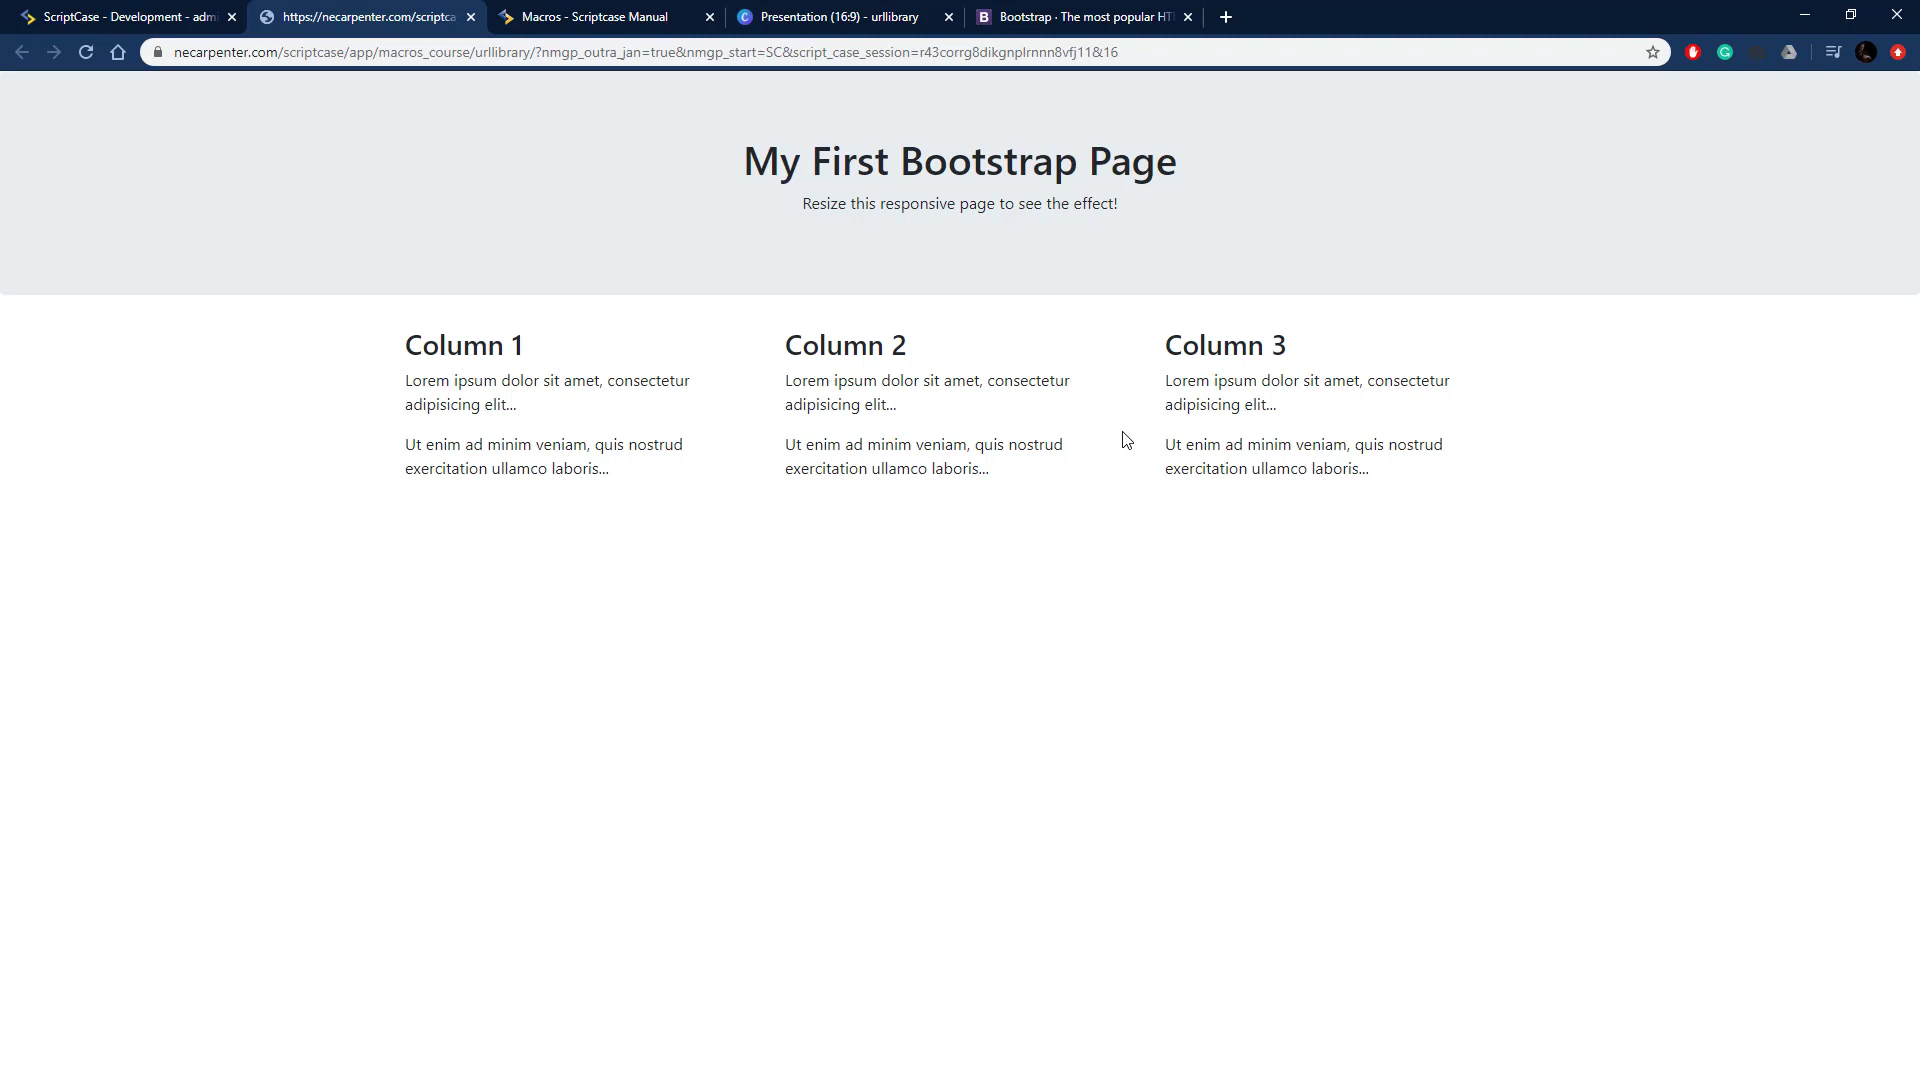 ScriptCase - Development - adm
https://necarpenter.com/scriptca
Macros - Scriptcase Manual
Presentation (16:9) - urllibrary
Bootstrap · The most popular HT
necarpenter.com/scriptcase/app/macros_course/urllibrary/?nmgp_outra_jan=true&nmgp_start=SC&script_case_session=r43corrg8dikgnplrnnn8vfj11&16
My First Bootstrap Page
Resize this responsive page to see the effect!
Column 1
Lorem ipsum dolor sit amet, consectetur
adipisicing elit...
Ut enim ad minim veniam, quis nostrud
exercitation ullamco laboris...
Column 2
Lorem ipsum dolor sit amet, consectetur
adipisicing elit...
Ut enim ad minim veniam, quis nostrud
exercitation ullamco laboris...
Column 3
Lorem ipsum dolor sit amet, consectetur
adipisicing elit...
Ut enim ad minim veniam, quis nostrud
exercitation ullamco laboris...